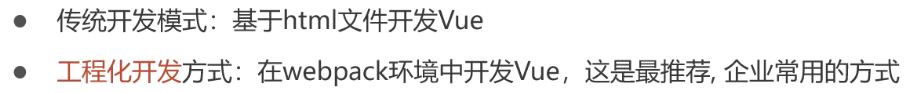 ● 传统开发模式：基于html文件开发Vue
● 工程化开发方式：在webpack环境中开发Vue，这是最推荐, 企业常用的方式